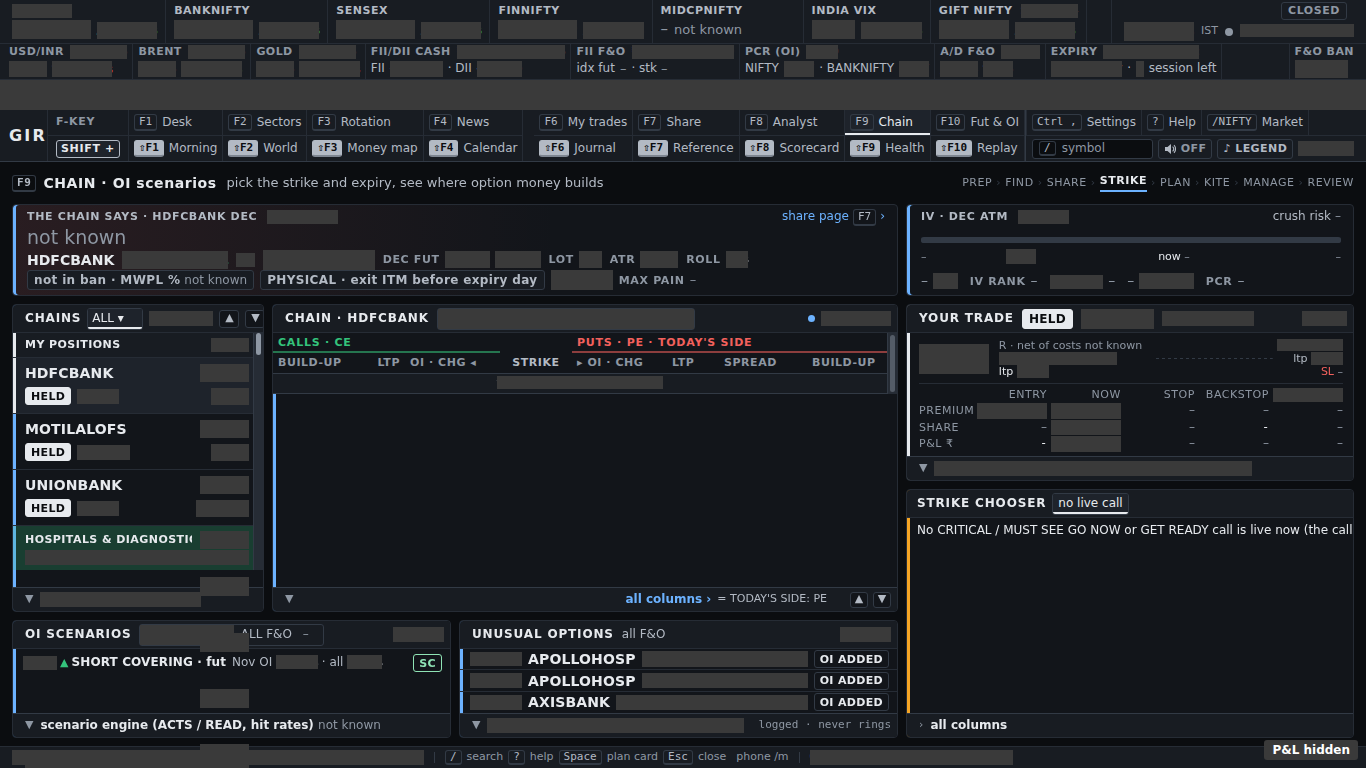 BANKNIFTY SENSEX FINNIFTY MIDCPNIFTY INDIA VIX GIFT NIFTY CLOSED
– not known IST
USD/INR BRENT GOLD FII/DII CASH FII F&O PCR (OI) A/D F&O EXPIRY F&O BAN
FII · DII idx fut – · stk – NIFTY · BANKNIFTY · session left
GIR F-KEY F1 Desk F2 Sectors F3 Rotation F4 News F6 My trades F7 Share F8 Analyst F9 Chain F10 Fut & OI Ctrl , Settings ? Help /NIFTY Market
SHIFT + ⇧F1 Morning ⇧F2 World ⇧F3 Money map ⇧F4 Calendar ⇧F6 Journal ⇧F7 Reference ⇧F8 Scorecard ⇧F9 Health ⇧F10 Replay / symbol OFF ♪ LEGEND
F9 CHAIN · OI scenarios pick the strike and expiry, see where option money builds PREP › FIND › SHARE › STRIKE › PLAN › KITE › MANAGE › REVIEW
THE CHAIN SAYS · HDFCBANK DEC share page F7 ›
not known
HDFCBANK DEC FUT LOT ATR ROLL
not in ban · MWPL % not known PHYSICAL · exit ITM before expiry day MAX PAIN –
IV · DEC ATM crush risk –
– now – –
– IV RANK – – – PCR –
CHAINS ALL ▾ ▲ ▼
MY POSITIONS
HDFCBANK
HELD
MOTILALOFS
HELD
UNIONBANK
HELD
HOSPITALS & DIAGNOSTIC
▼
CHAIN · HDFCBANK
CALLS · CE PUTS · PE · TODAY'S SIDE
BUILD-UP LTP OI · CHG ◂ STRIKE ▸ OI · CHG LTP SPREAD BUILD-UP
▼ all columns › = TODAY'S SIDE: PE ▲ ▼
YOUR TRADE HELD
R · net of costs not known
ltp
ltp SL –
ENTRY NOW STOP BACKSTOP
PREMIUM – – –
SHARE – – - –
P&L ₹ - – – –
▼
STRIKE CHOOSER no live call
No CRITICAL / MUST SEE GO NOW or GET READY call is live now (the call
› all columns
OI SCENARIOS ALL F&O –
▲ SHORT COVERING · fut Nov OI · all SC
▼ scenario engine (ACTS / READ, hit rates) not known
UNUSUAL OPTIONS all F&O
APOLLOHOSP OI ADDED
APOLLOHOSP OI ADDED
AXISBANK OI ADDED
▼ logged · never rings
/ search ? help Space plan card Esc close phone /m
P&L hidden